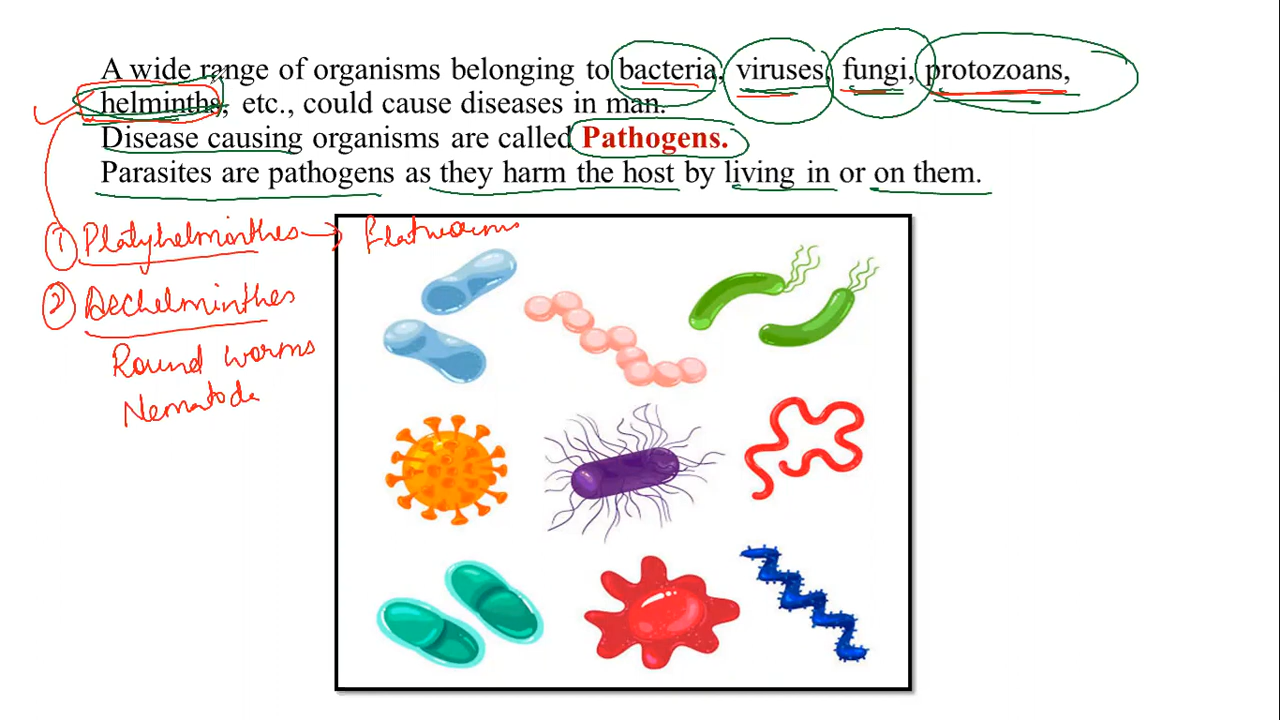 A wide range of organisms belonging to bacteria, viruses, fungi, protozoans,
helminths, etc., could cause diseases in man.
Disease causing organisms are called Pathogens.
Parasites are pathogens as they harm the host by living in or on them.
① Platyhelminthes → flatworms
② Aschelminthes
Round worms
Nematoda